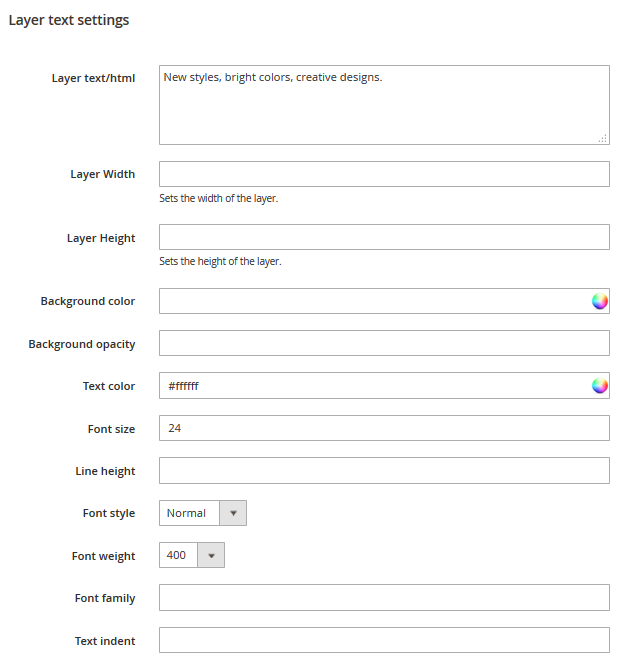 Layer text settings
Layer text/html
New styles, bright colors, creative designs.
Layer Width
Sets the width of the layer.
Layer Height
Sets the height of the layer.
Background color
Background opacity
Text color
#ffffff
Font size
24
Line height
Font style
Normal
Font weight
400
Font family
Text indent